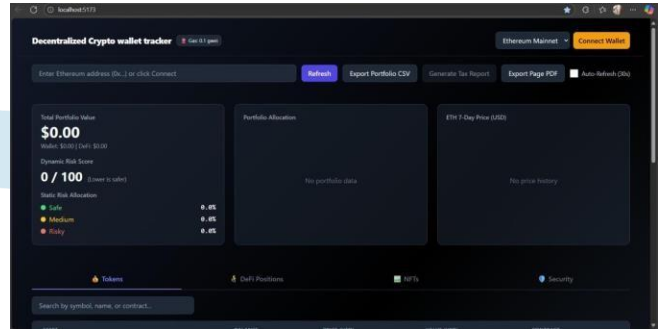 localhost:5173
Decentralized Crypto wallet tracker
Gas: 0.1 gwei
Ethereum Mainnet
Connect Wallet
Enter Ethereum address (0x...) or click Connect
Refresh
Export Portfolio CSV
Generate Tax Report
Export Page PDF
Auto-Refresh (30s)
Total Portfolio Value
$0.00
Wallet: $0.00 | DeFi: $0.00
Dynamic Risk Score
0 / 100 (Lower is safer)
Static Risk Allocation
Safe 0.0%
Medium 0.0%
Risky 0.0%
Portfolio Allocation
No portfolio data
ETH 7-Day Price (USD)
No price history
Tokens
DeFi Positions
NFTs
Security
Search by symbol, name, or contract...